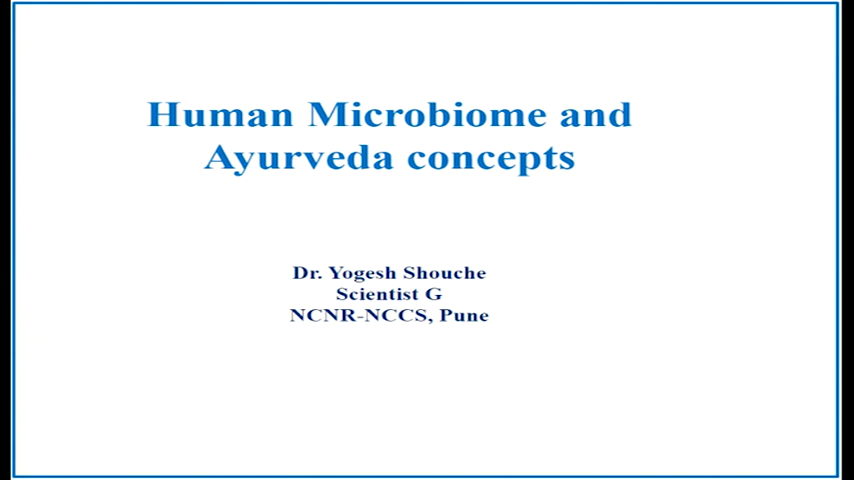 Human Microbiome and
Ayurveda concepts
Dr. Yogesh Shouche
Scientist G
NCNR-NCCS, Pune